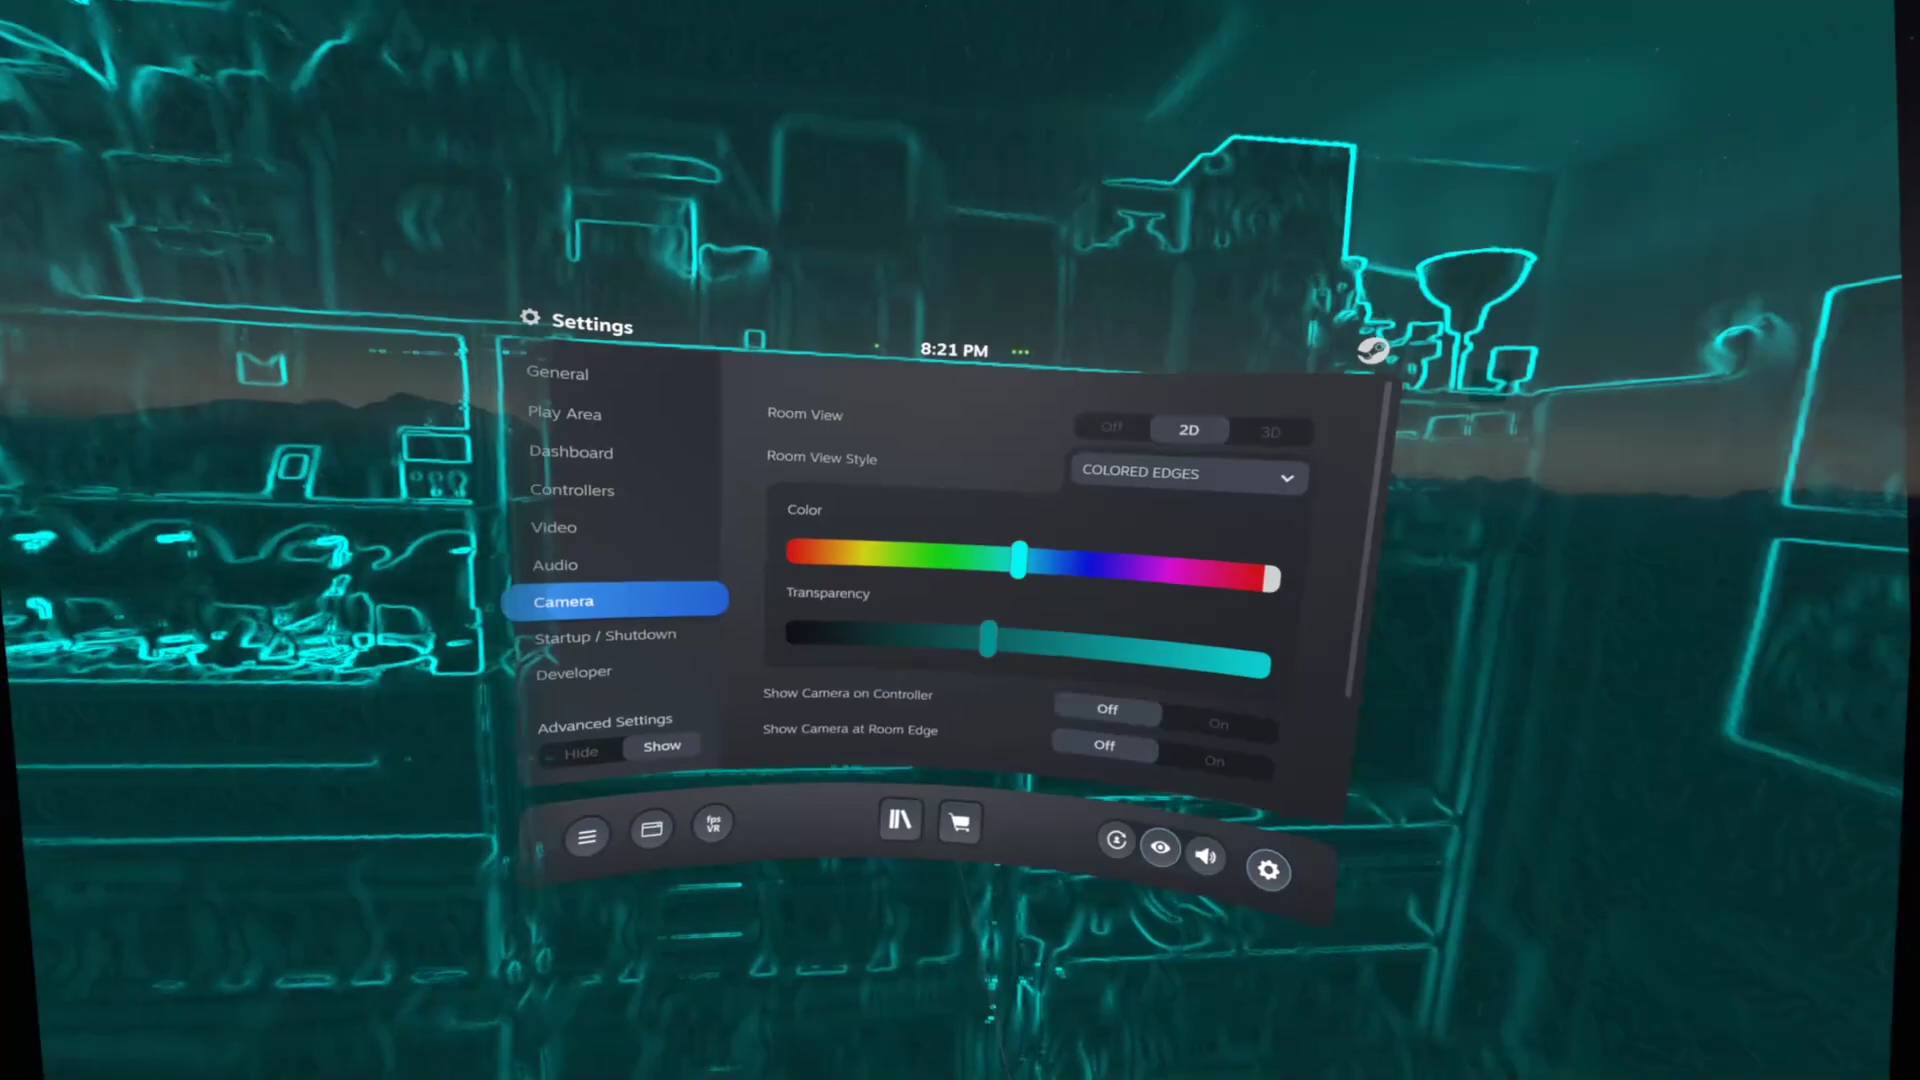 Settings
8:21 PM
General
Play Area
Dashboard
Controllers
Video
Audio
Camera
Startup / Shutdown
Developer
Advanced Settings
Hide Show
Room View
Off 2D 3D
Room View Style
COLORED EDGES
Color
Transparency
Show Camera on Controller
Off On
Show Camera at Room Edge
Off On
fps
VR